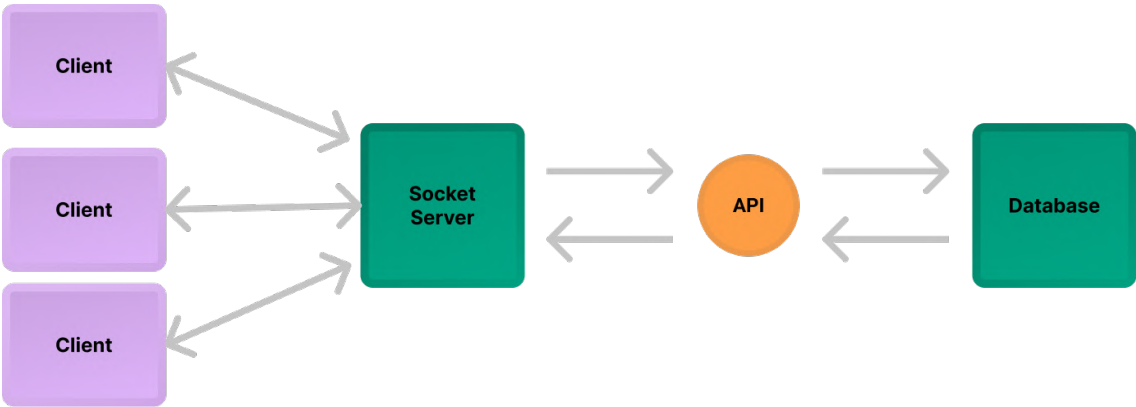 Client
Client
Client
Socket
Server
API
Database